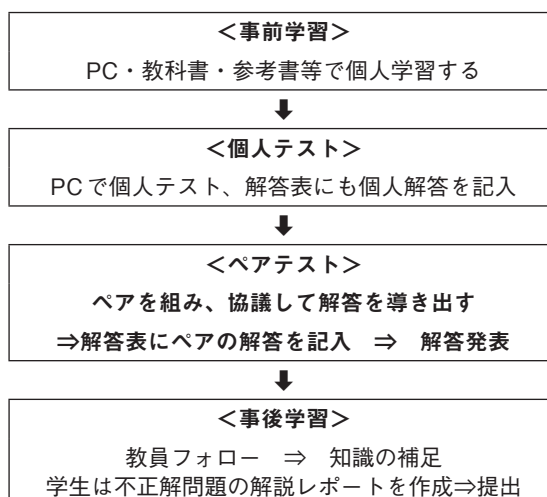 ＜事前学習＞
PC・教科書・参考書等で個人学習する
＜個人テスト＞
PCで個人テスト、解答表にも個人解答を記入
＜ペアテスト＞
ペアを組み、協議して解答を導き出す
⇒解答表にペアの解答を記入　⇒　解答発表
＜事後学習＞
教員フォロー　⇒　知識の補足
学生は不正解問題の解説レポートを作成⇒提出